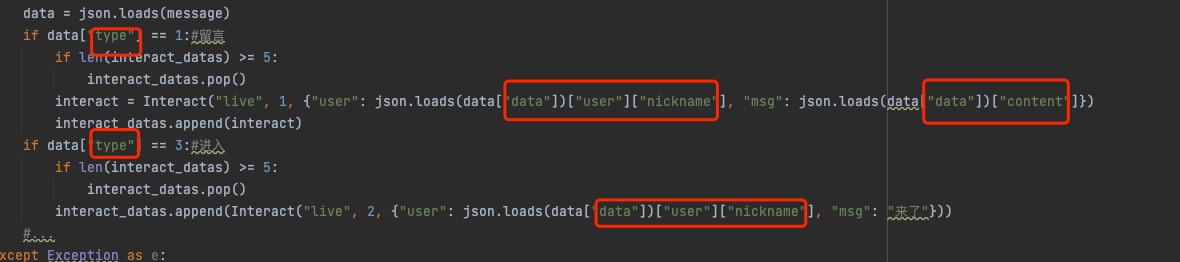 data = json.loads(message)
if data["type"] == 1:#留言
if len(interact_datas) >= 5:
interact_datas.pop()
interact = Interact("live", 1, {"user": json.loads(data["data"])["user"]["nickname"], "msg": json.loads(data["data"])["content"]})
interact_datas.append(interact)
if data["type"] == 3:#进入
if len(interact_datas) >= 5:
interact_datas.pop()
interact_datas.append(Interact("live", 2, {"user": json.loads(data["data"])["user"]["nickname"], "msg": "来了"}))
#...
xcept Exception as e: